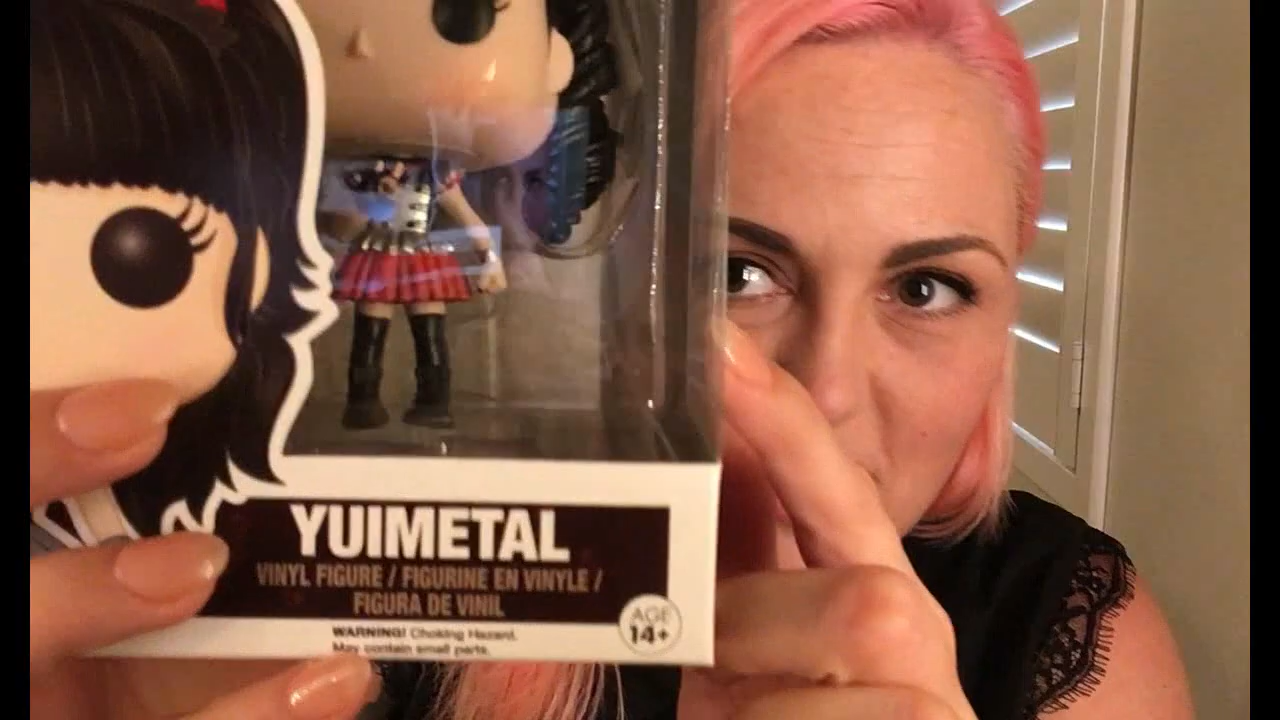 YUIMETAL
VINYL FIGURE / FIGURINE EN VINYLE /
FIGURA DE VINIL
AGE
14+
WARNING! Choking Hazard.
May contain small parts.